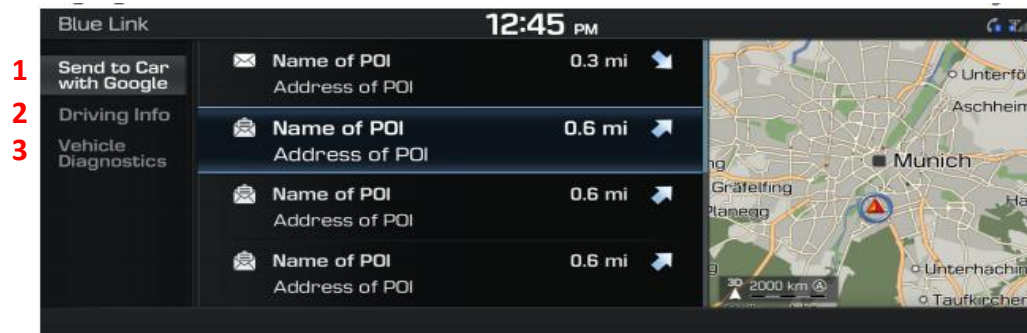 Blue Link
12:45 PM
1
Send to Car
with Google
2
Driving Info
3
Vehicle
Diagnostics
Name of POI 0.3 mi
Address of POI
Name of POI 0.6 mi
Address of POI
Name of POI 0.6 mi
Address of POI
Name of POI 0.6 mi
Address of POI
Unterfö
Aschheim
Munich
ng
Gräfelfing
Planegg
Ha
Unterhachin
3D 2000 km A
Taufkirchen